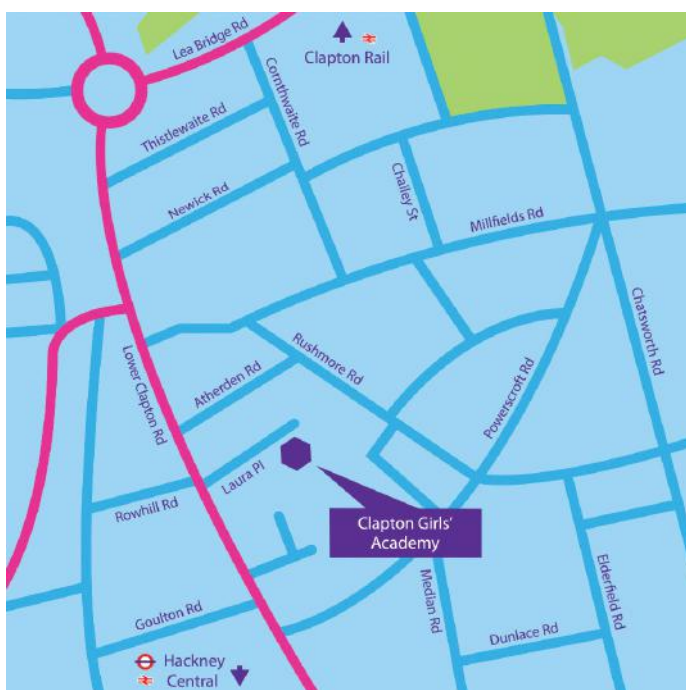 Lea Bridge Rd
Clapton Rail
Cornthwaite Rd
Thistlewaite Rd
Newick Rd
Chailey St
Millfields Rd
Chatsworth Rd
Lower Clapton Rd
Atherden Rd
Rushmore Rd
Powerscroft Rd
Laura Pl
Rowhill Rd
Clapton Girls'
Academy
Goulton Rd
Median Rd
Elderfield Rd
Dunlace Rd
Hackney
Central